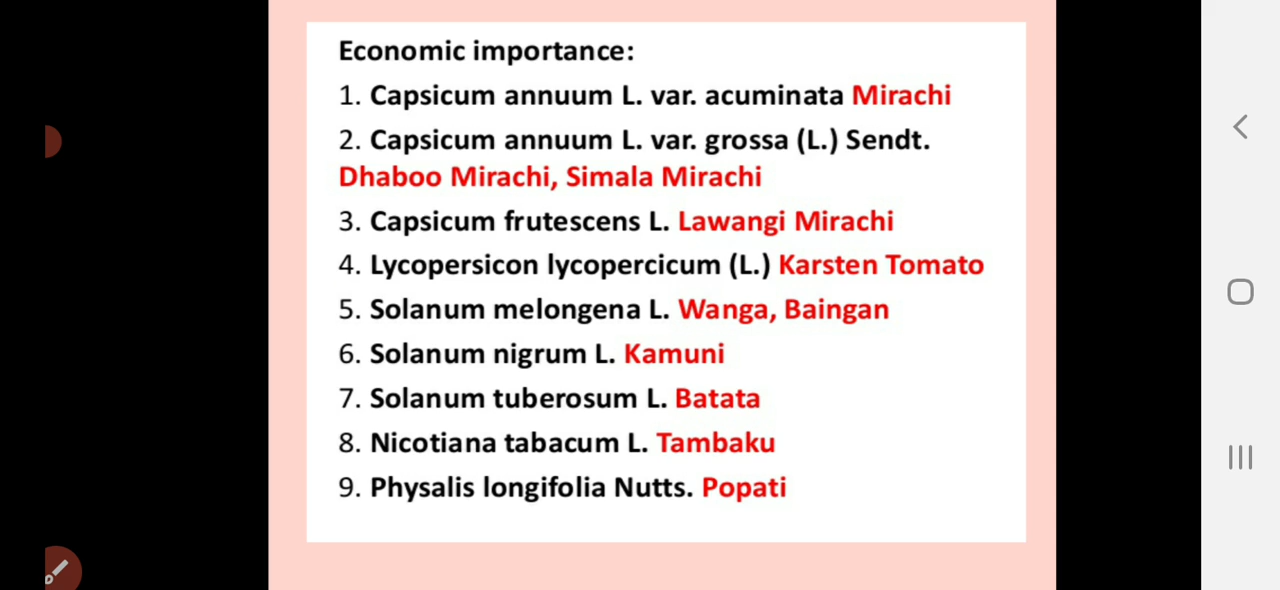 Economic importance:
1. Capsicum annuum L. var. acuminata Mirachi
2. Capsicum annuum L. var. grossa (L.) Sendt.
Dhaboo Mirachi, Simala Mirachi
3. Capsicum frutescens L. Lawangi Mirachi
4. Lycopersicon lycopercicum (L.) Karsten Tomato
5. Solanum melongena L. Wanga, Baingan
6. Solanum nigrum L. Kamuni
7. Solanum tuberosum L. Batata
8. Nicotiana tabacum L. Tambaku
9. Physalis longifolia Nutts. Popati